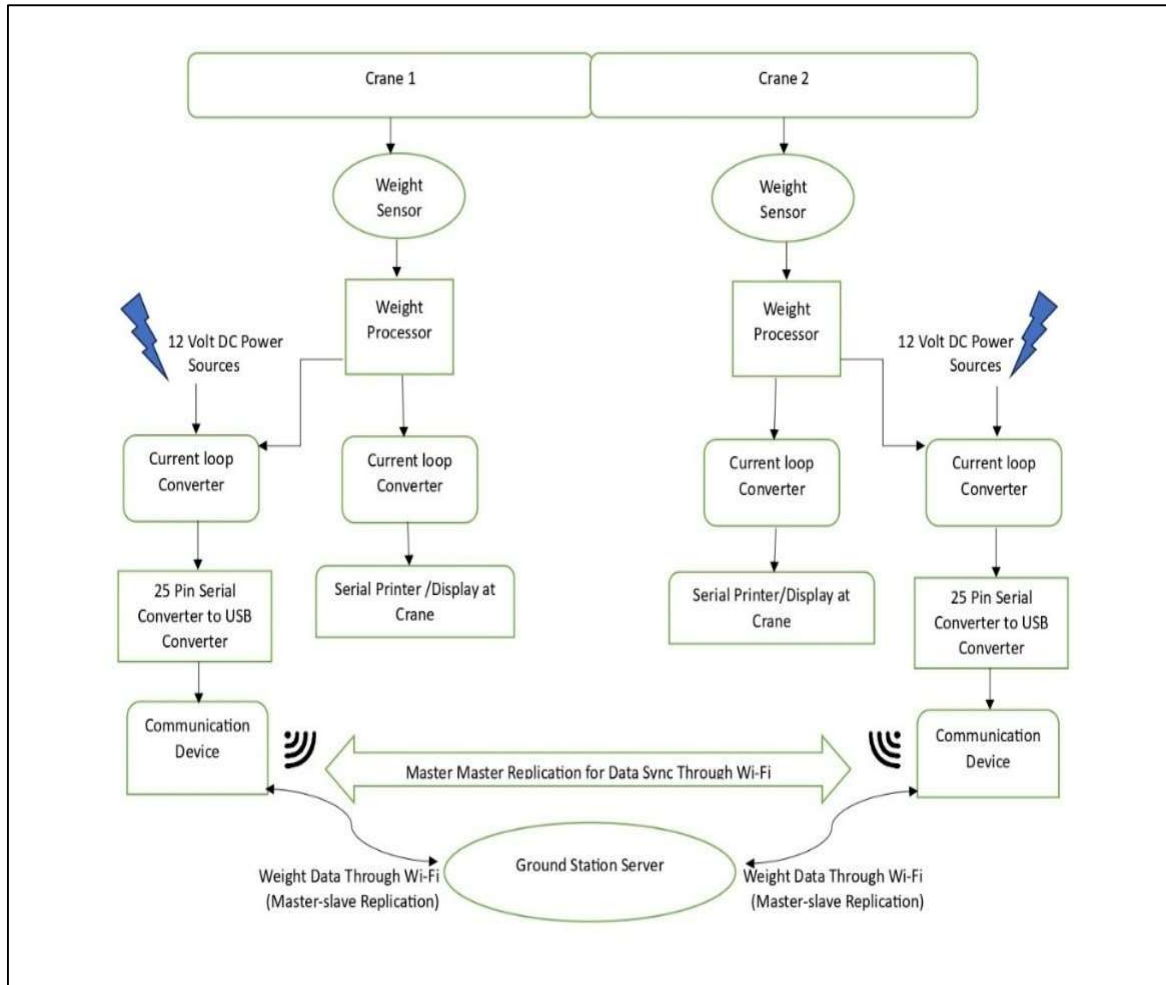 Crane 1
Crane 2
Weight
Sensor
Weight
Sensor
Weight
Processor
Weight
Processor
12 Volt DC Power
Sources
12 Volt DC Power
Sources
Current loop
Converter
Current loop
Converter
Current loop
Converter
Current loop
Converter
25 Pin Serial
Converter to USB
Converter
Serial Printer /Display at
Crane
Serial Printer/Display at
Crane
25 Pin Serial
Converter to USB
Converter
Communication
Device
Communication
Device
Master Master Replication for Data Sync Through Wi-Fi
Ground Station Server
Weight Data Through Wi-Fi
(Master-slave Replication)
Weight Data Through Wi-Fi
(Master-slave Replication)